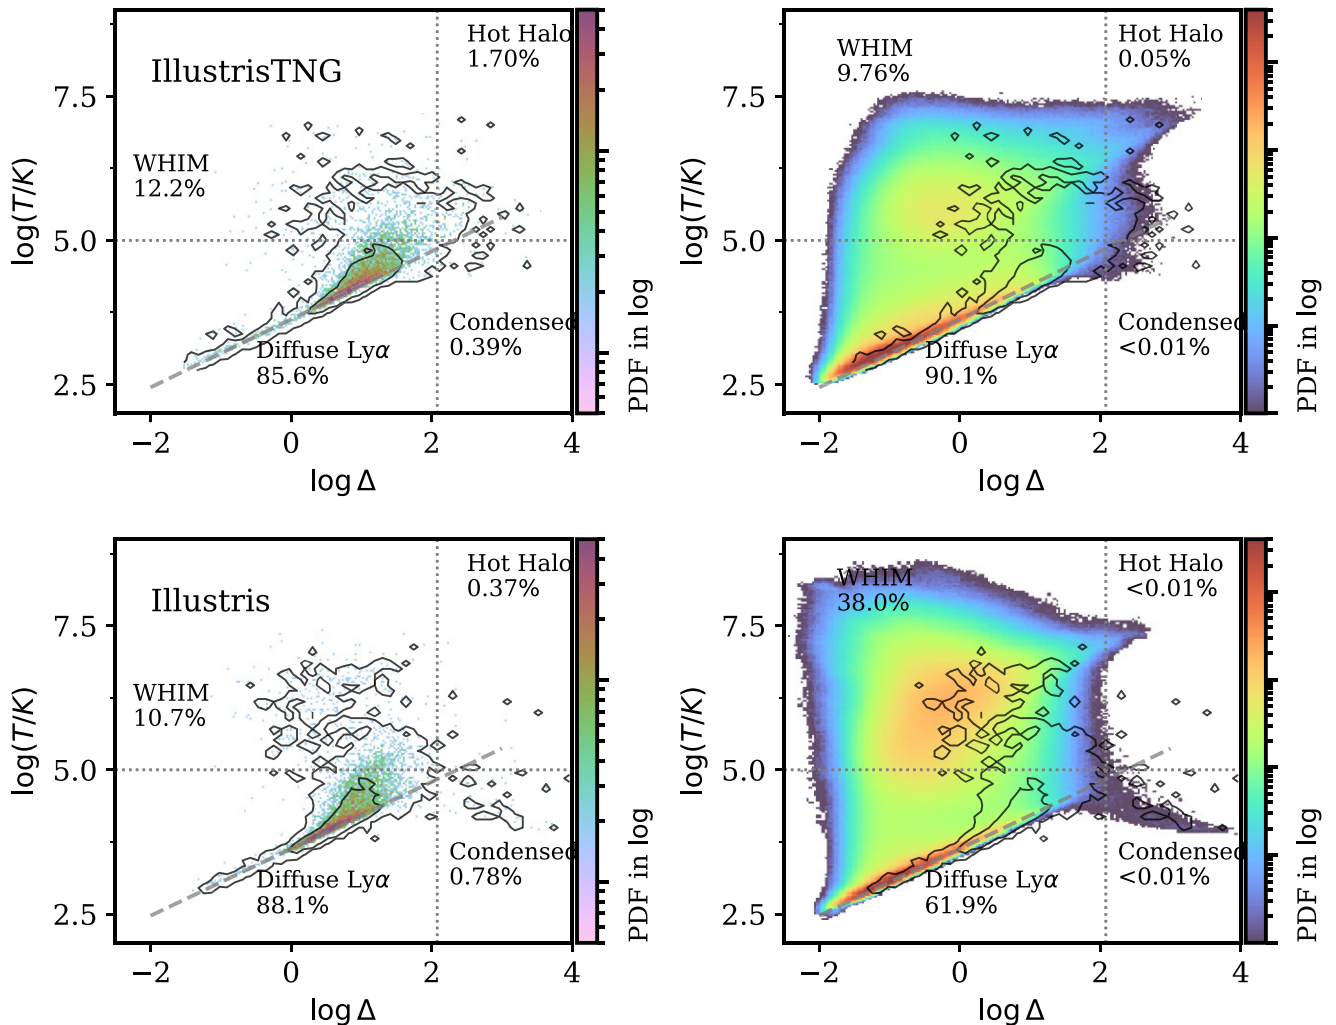 IllustrisTNG
Hot Halo
1.70%
WHIM
12.2%
Diffuse Lyα
85.6%
Condensed
0.39%
7.5
5.0
2.5
log(T/K)
−2
0
2
4
log Δ
PDF in log
WHIM
9.76%
Hot Halo
0.05%
Diffuse Lyα
90.1%
Condensed
<0.01%
7.5
5.0
2.5
log(T/K)
−2
0
2
4
log Δ
PDF in log
Illustris
Hot Halo
0.37%
WHIM
10.7%
Diffuse Lyα
88.1%
Condensed
0.78%
7.5
5.0
2.5
log(T/K)
−2
0
2
4
log Δ
PDF in log
WHIM
38.0%
Hot Halo
<0.01%
Diffuse Lyα
61.9%
Condensed
<0.01%
7.5
5.0
2.5
log(T/K)
−2
0
2
4
log Δ
PDF in log